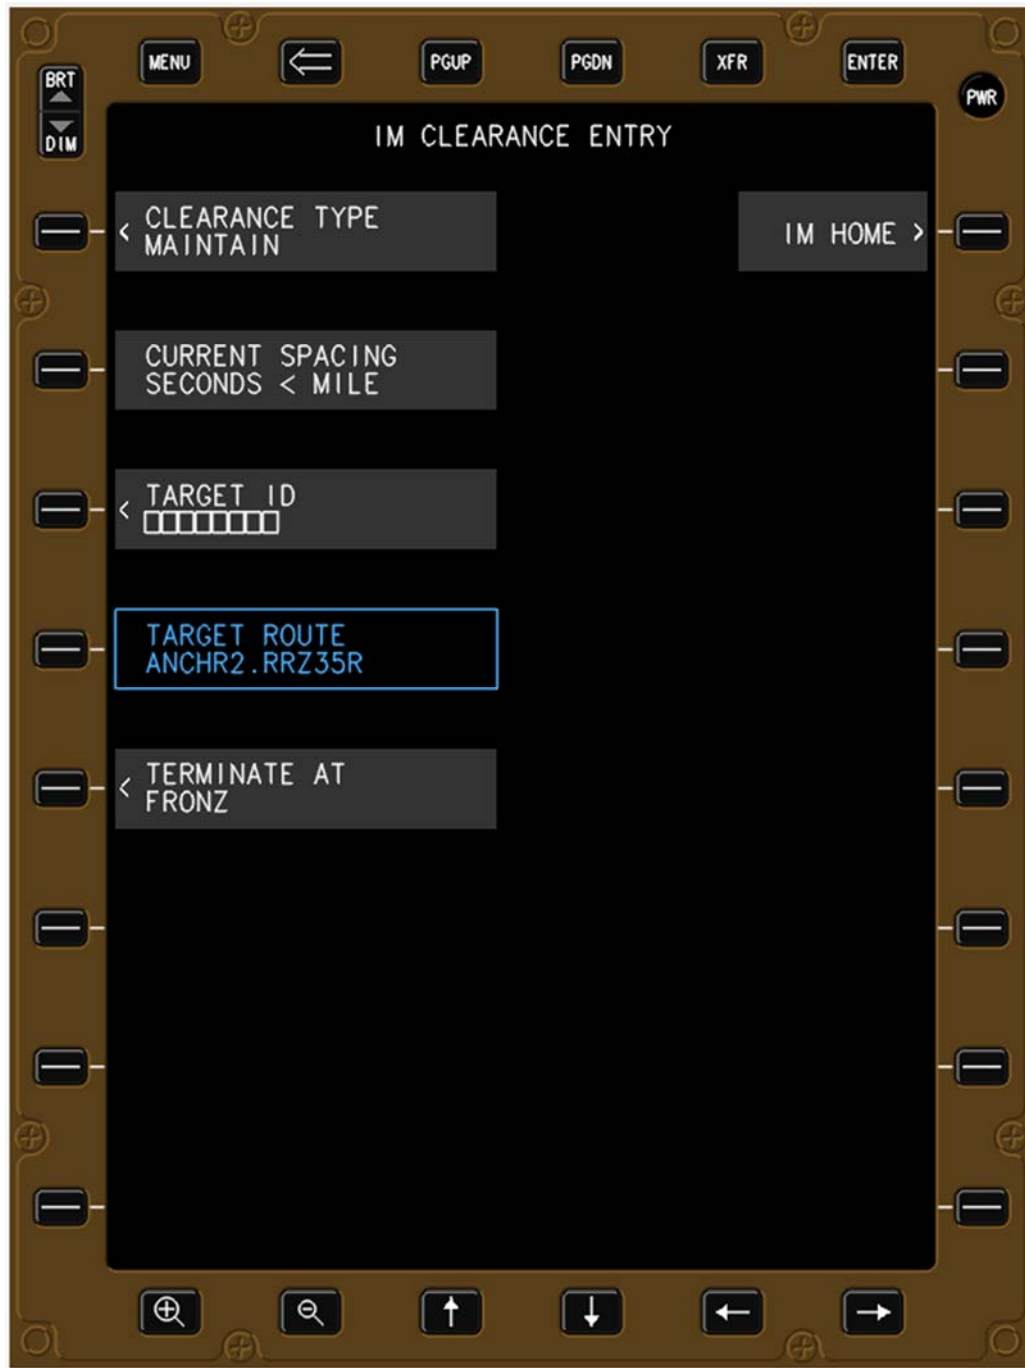 MENU
PGUP
PGDN
XFR
ENTER
BRT
DIM
PWR
IM CLEARANCE ENTRY
< CLEARANCE TYPE
MAINTAIN
IM HOME >
CURRENT SPACING
SECONDS < MILE
< TARGET ID
□□□□□□□□
TARGET ROUTE
ANCHR2.RRZ35R
< TERMINATE AT
FRONZ